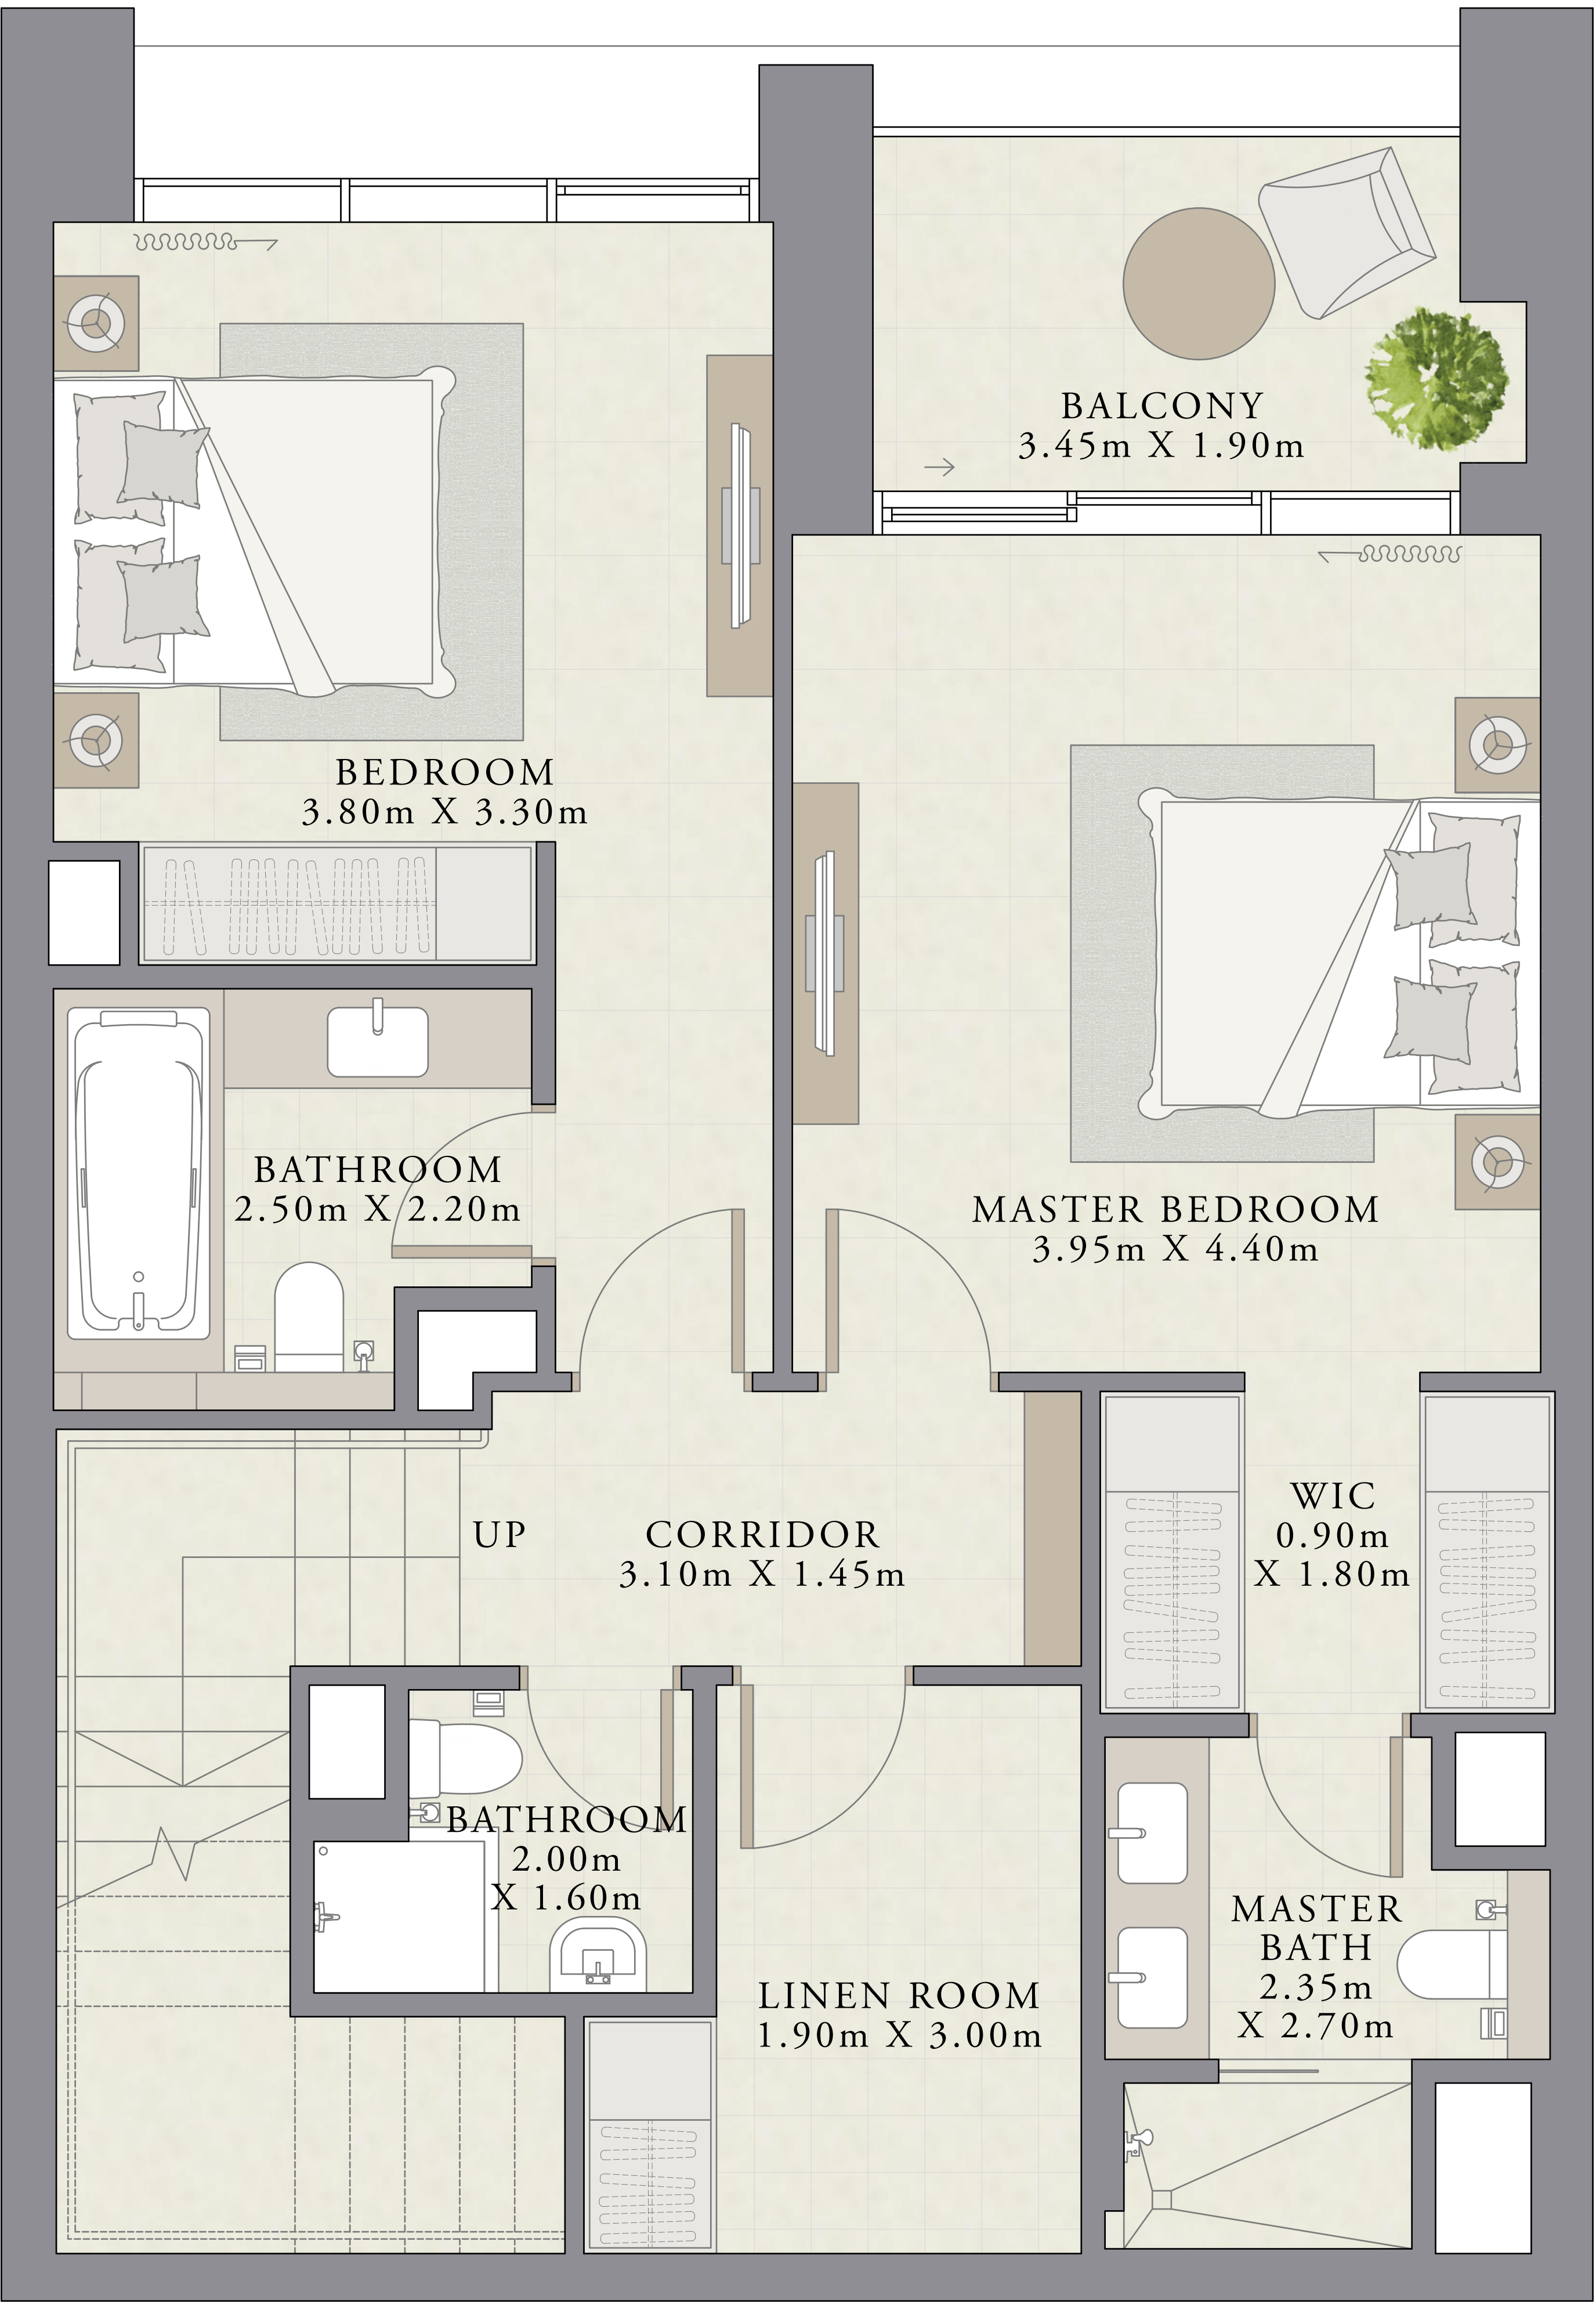 BALCONY
3.45m X 1.90m
BEDROOM
3.80m X 3.30m
BATHROOM
2.50m X 2.20m
MASTER BEDROOM
3.95m X 4.40m
UP
CORRIDOR
3.10m X 1.45m
WIC
0.90m
X 1.80m
BATHROOM
2.00m
X 1.60m
LINEN ROOM
1.90m X 3.00m
MASTER
BATH
2.35m
X 2.70m